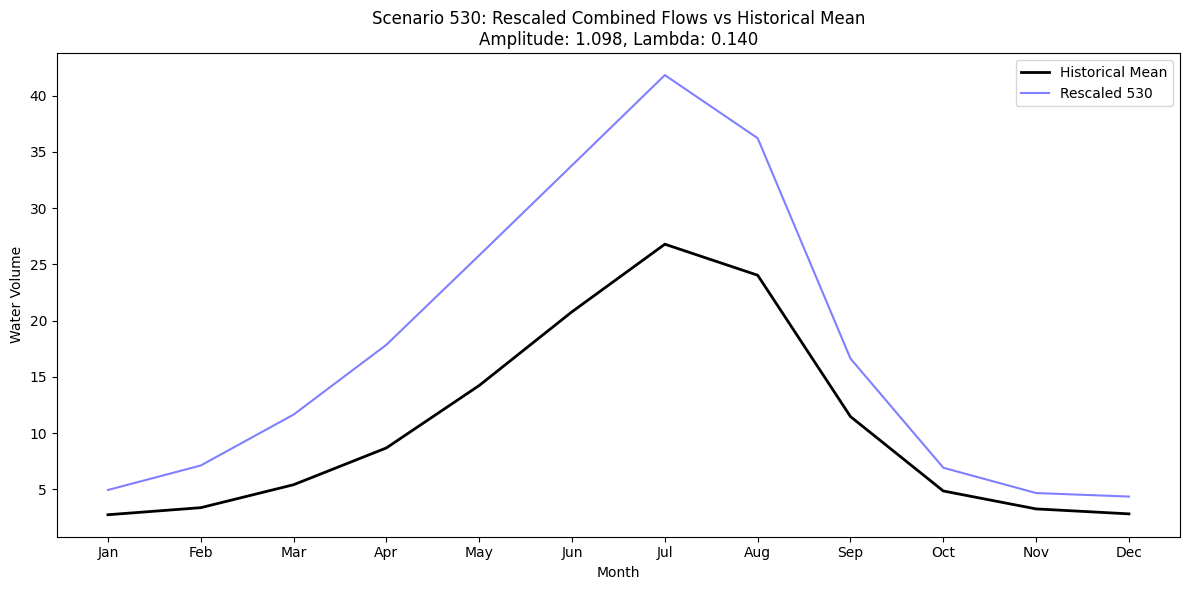 Scenario 530: Rescaled Combined Flows vs Historical Mean
Amplitude: 1.098, Lambda: 0.140
Historical Mean
Rescaled 530
Water Volume
40
35
30
25
20
15
10
5
Jan Feb Mar Apr May Jun Jul Aug Sep Oct Nov Dec
Month